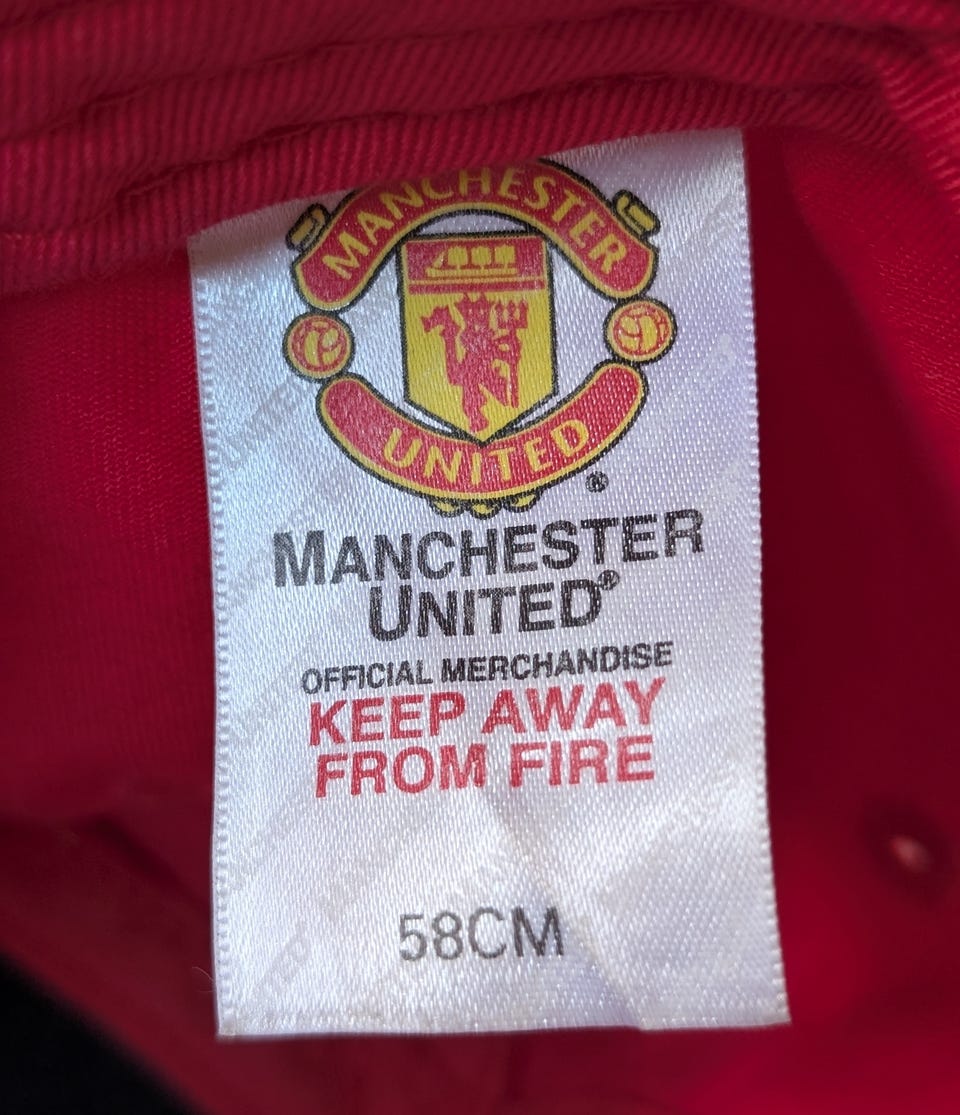 MANCHESTER
UNITED
®
MANCHESTER
UNITED®
OFFICIAL MERCHANDISE
KEEP AWAY
FROM FIRE
58CM